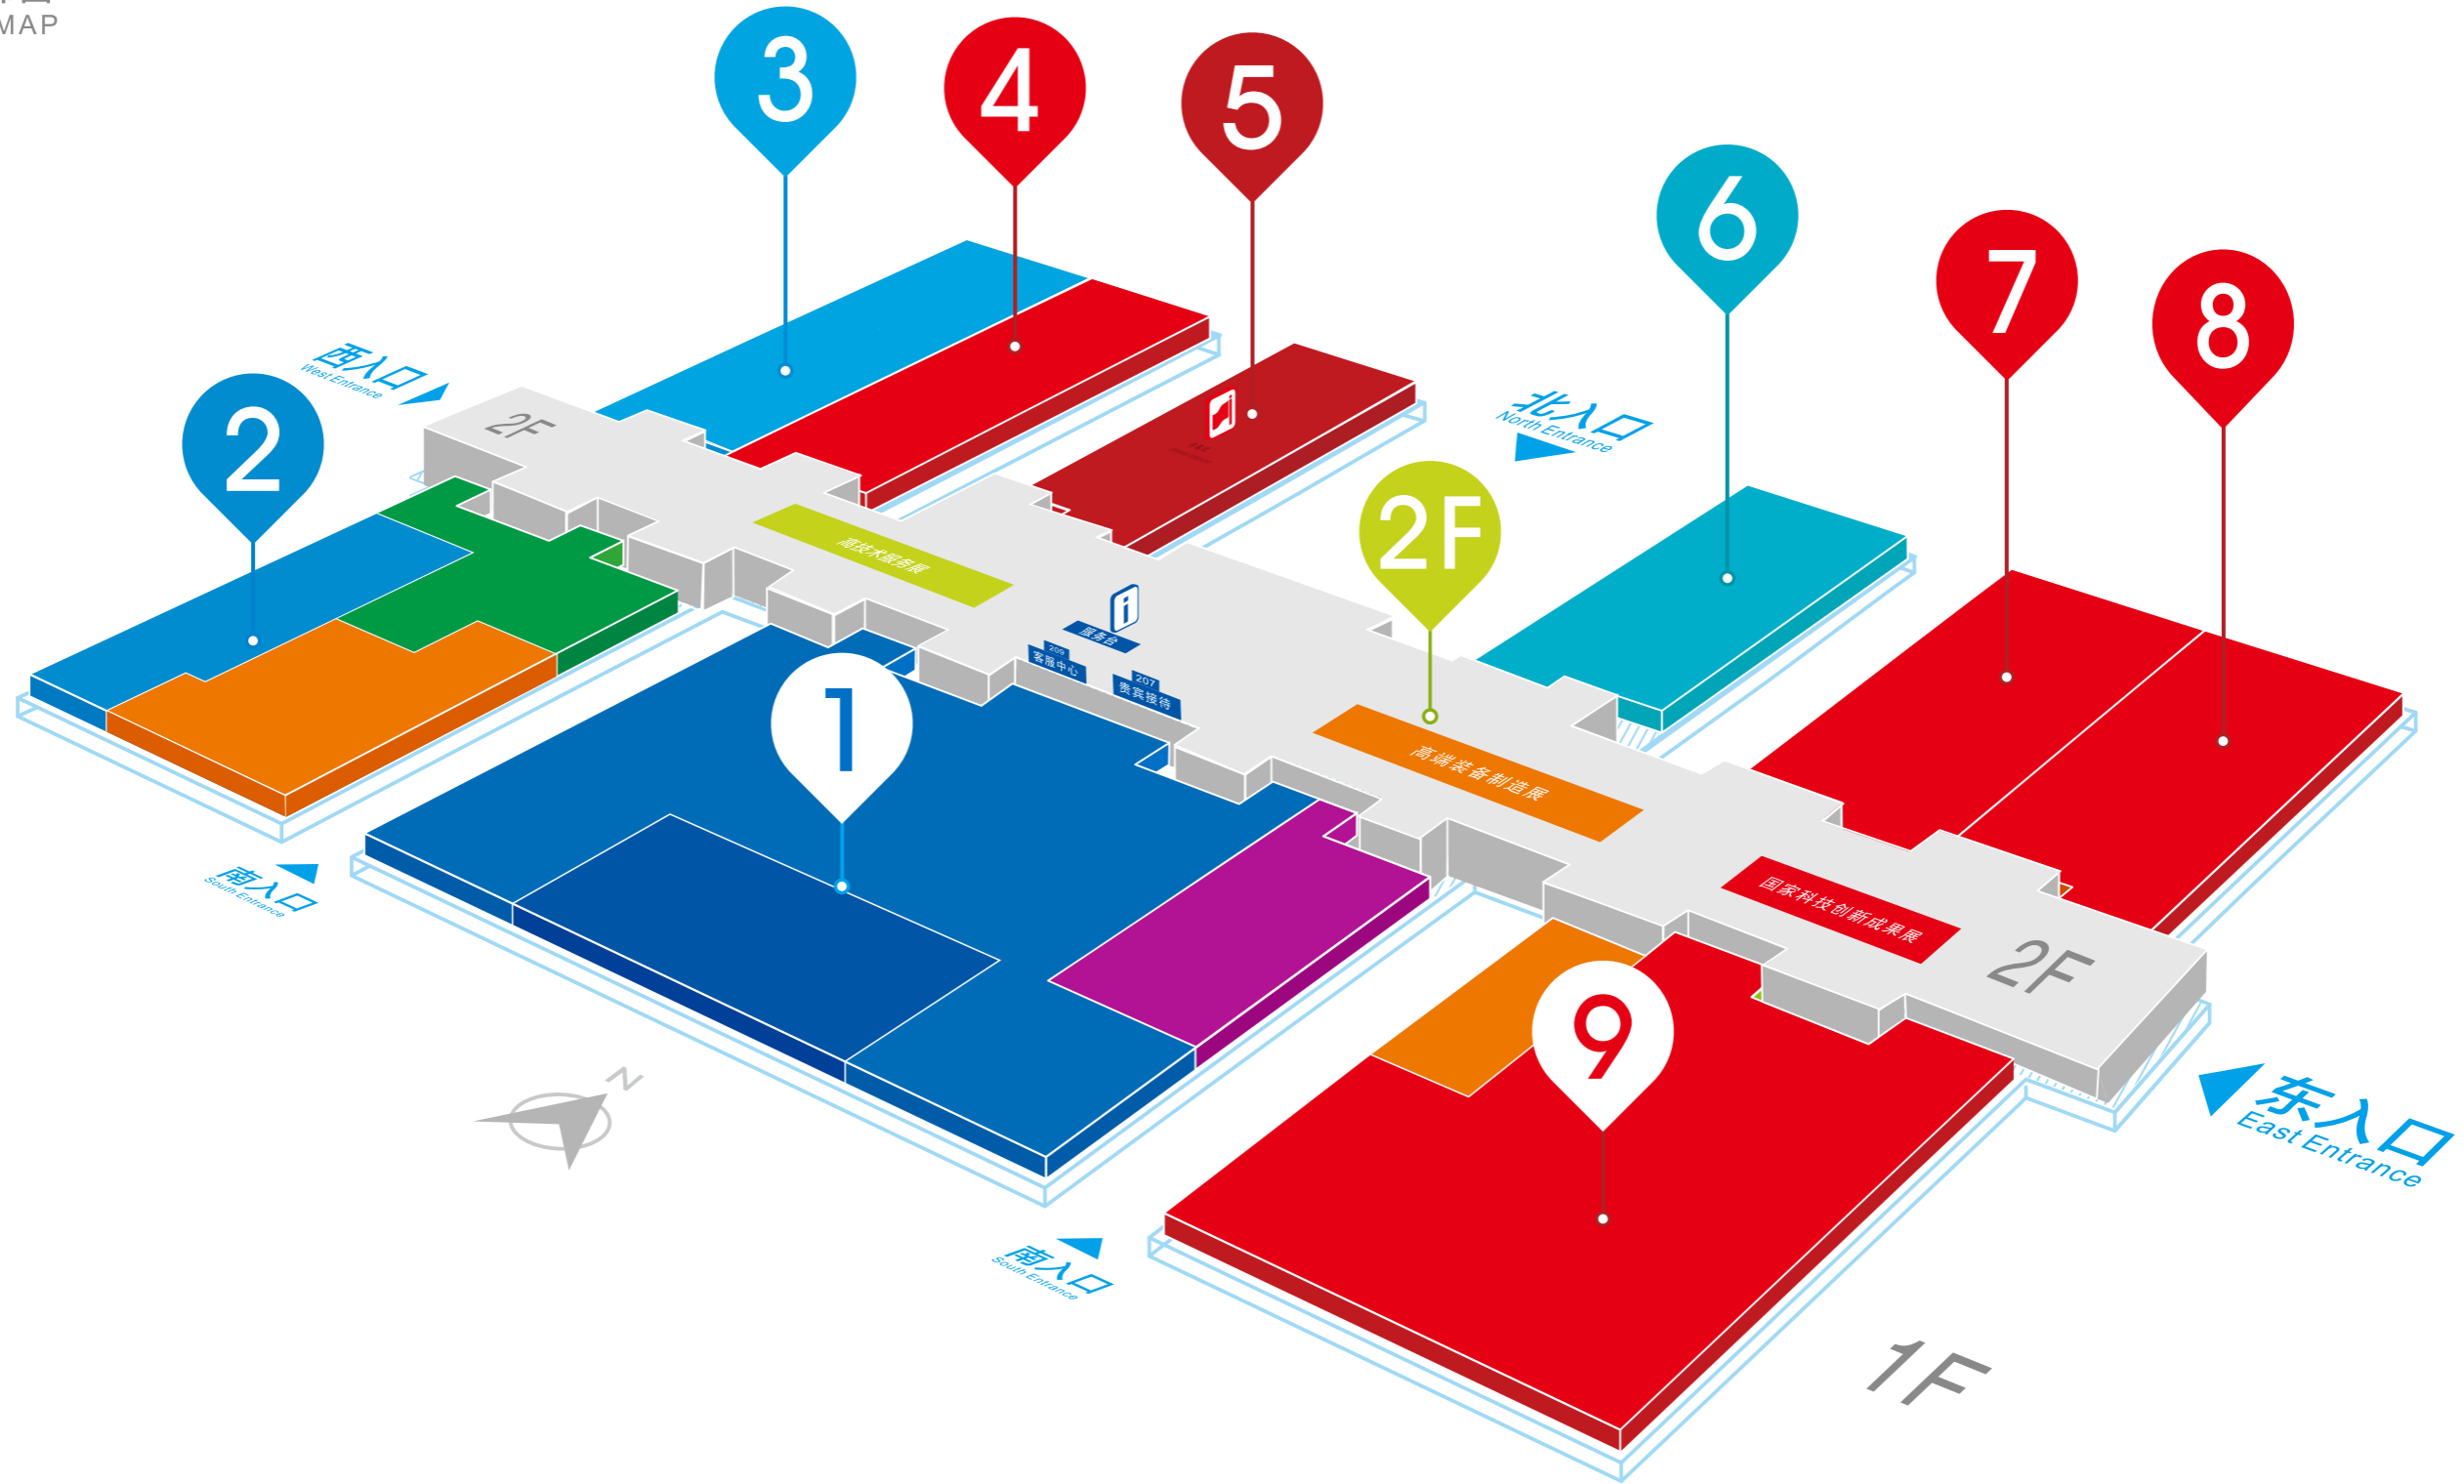 MAP
3
4
5
6
7
8
西入口
West Entrance
2
2F
北入口
North Entrance
2F
高技术服务展
服务台
209
客服中心
207
贵宾接待
1
高端装备制造展
南入口
South Entrance
国家科技创新成果展
2F
9
N
东入口
East Entrance
南入口
South Entrance
1F